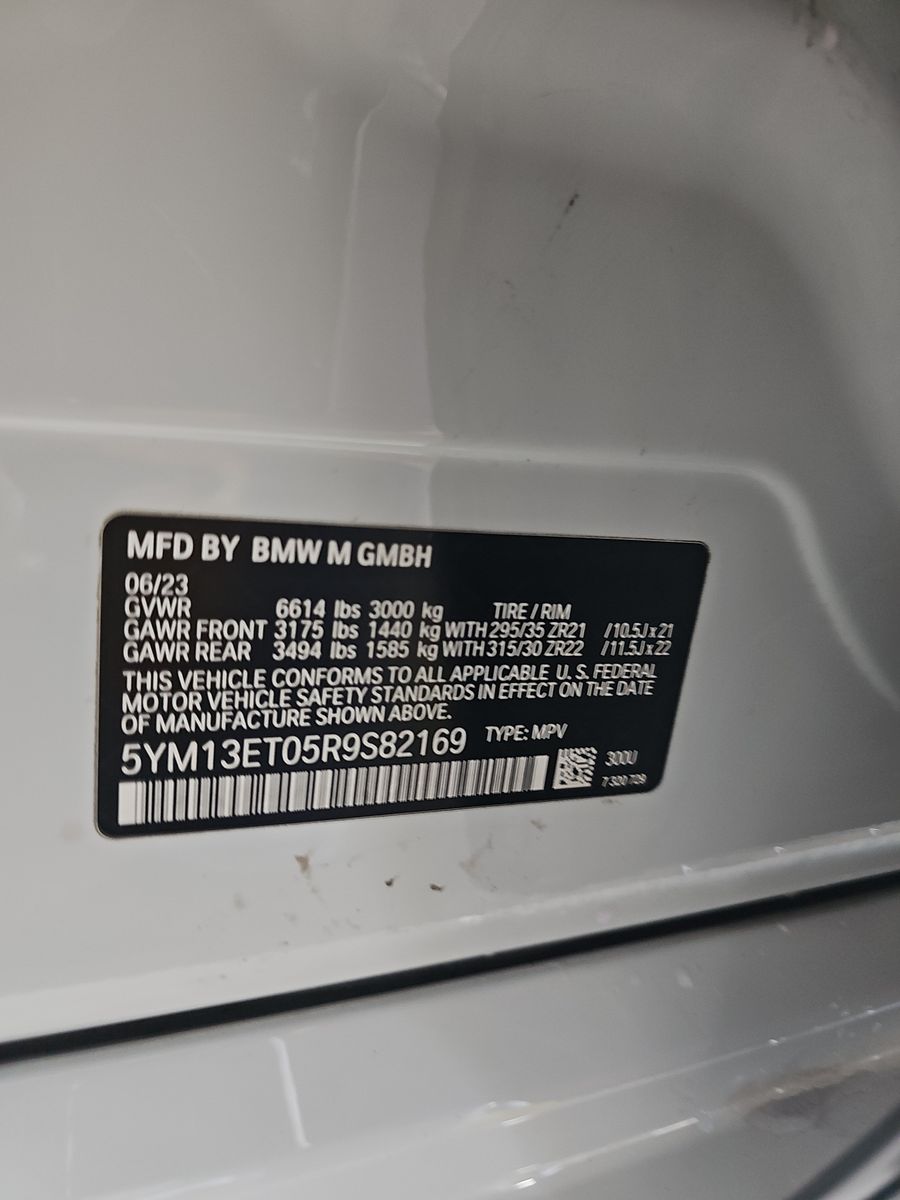 MFD BY BMW M GMBH
06/23
GVWR 6614 lbs 3000 kg TIRE / RIM
GAWR FRONT 3175 lbs 1440 kg WITH 295/35 ZR21 /10.5J x 21
GAWR REAR 3494 lbs 1585 kg WITH 315/30 ZR22 /11.5J x 22
THIS VEHICLE CONFORMS TO ALL APPLICABLE U. S. FEDERAL
MOTOR VEHICLE SAFETY STANDARDS IN EFFECT ON THE DATE
OF MANUFACTURE SHOWN ABOVE.
5YM13ET05R9S82169 TYPE: MPV
300U
7 320 729